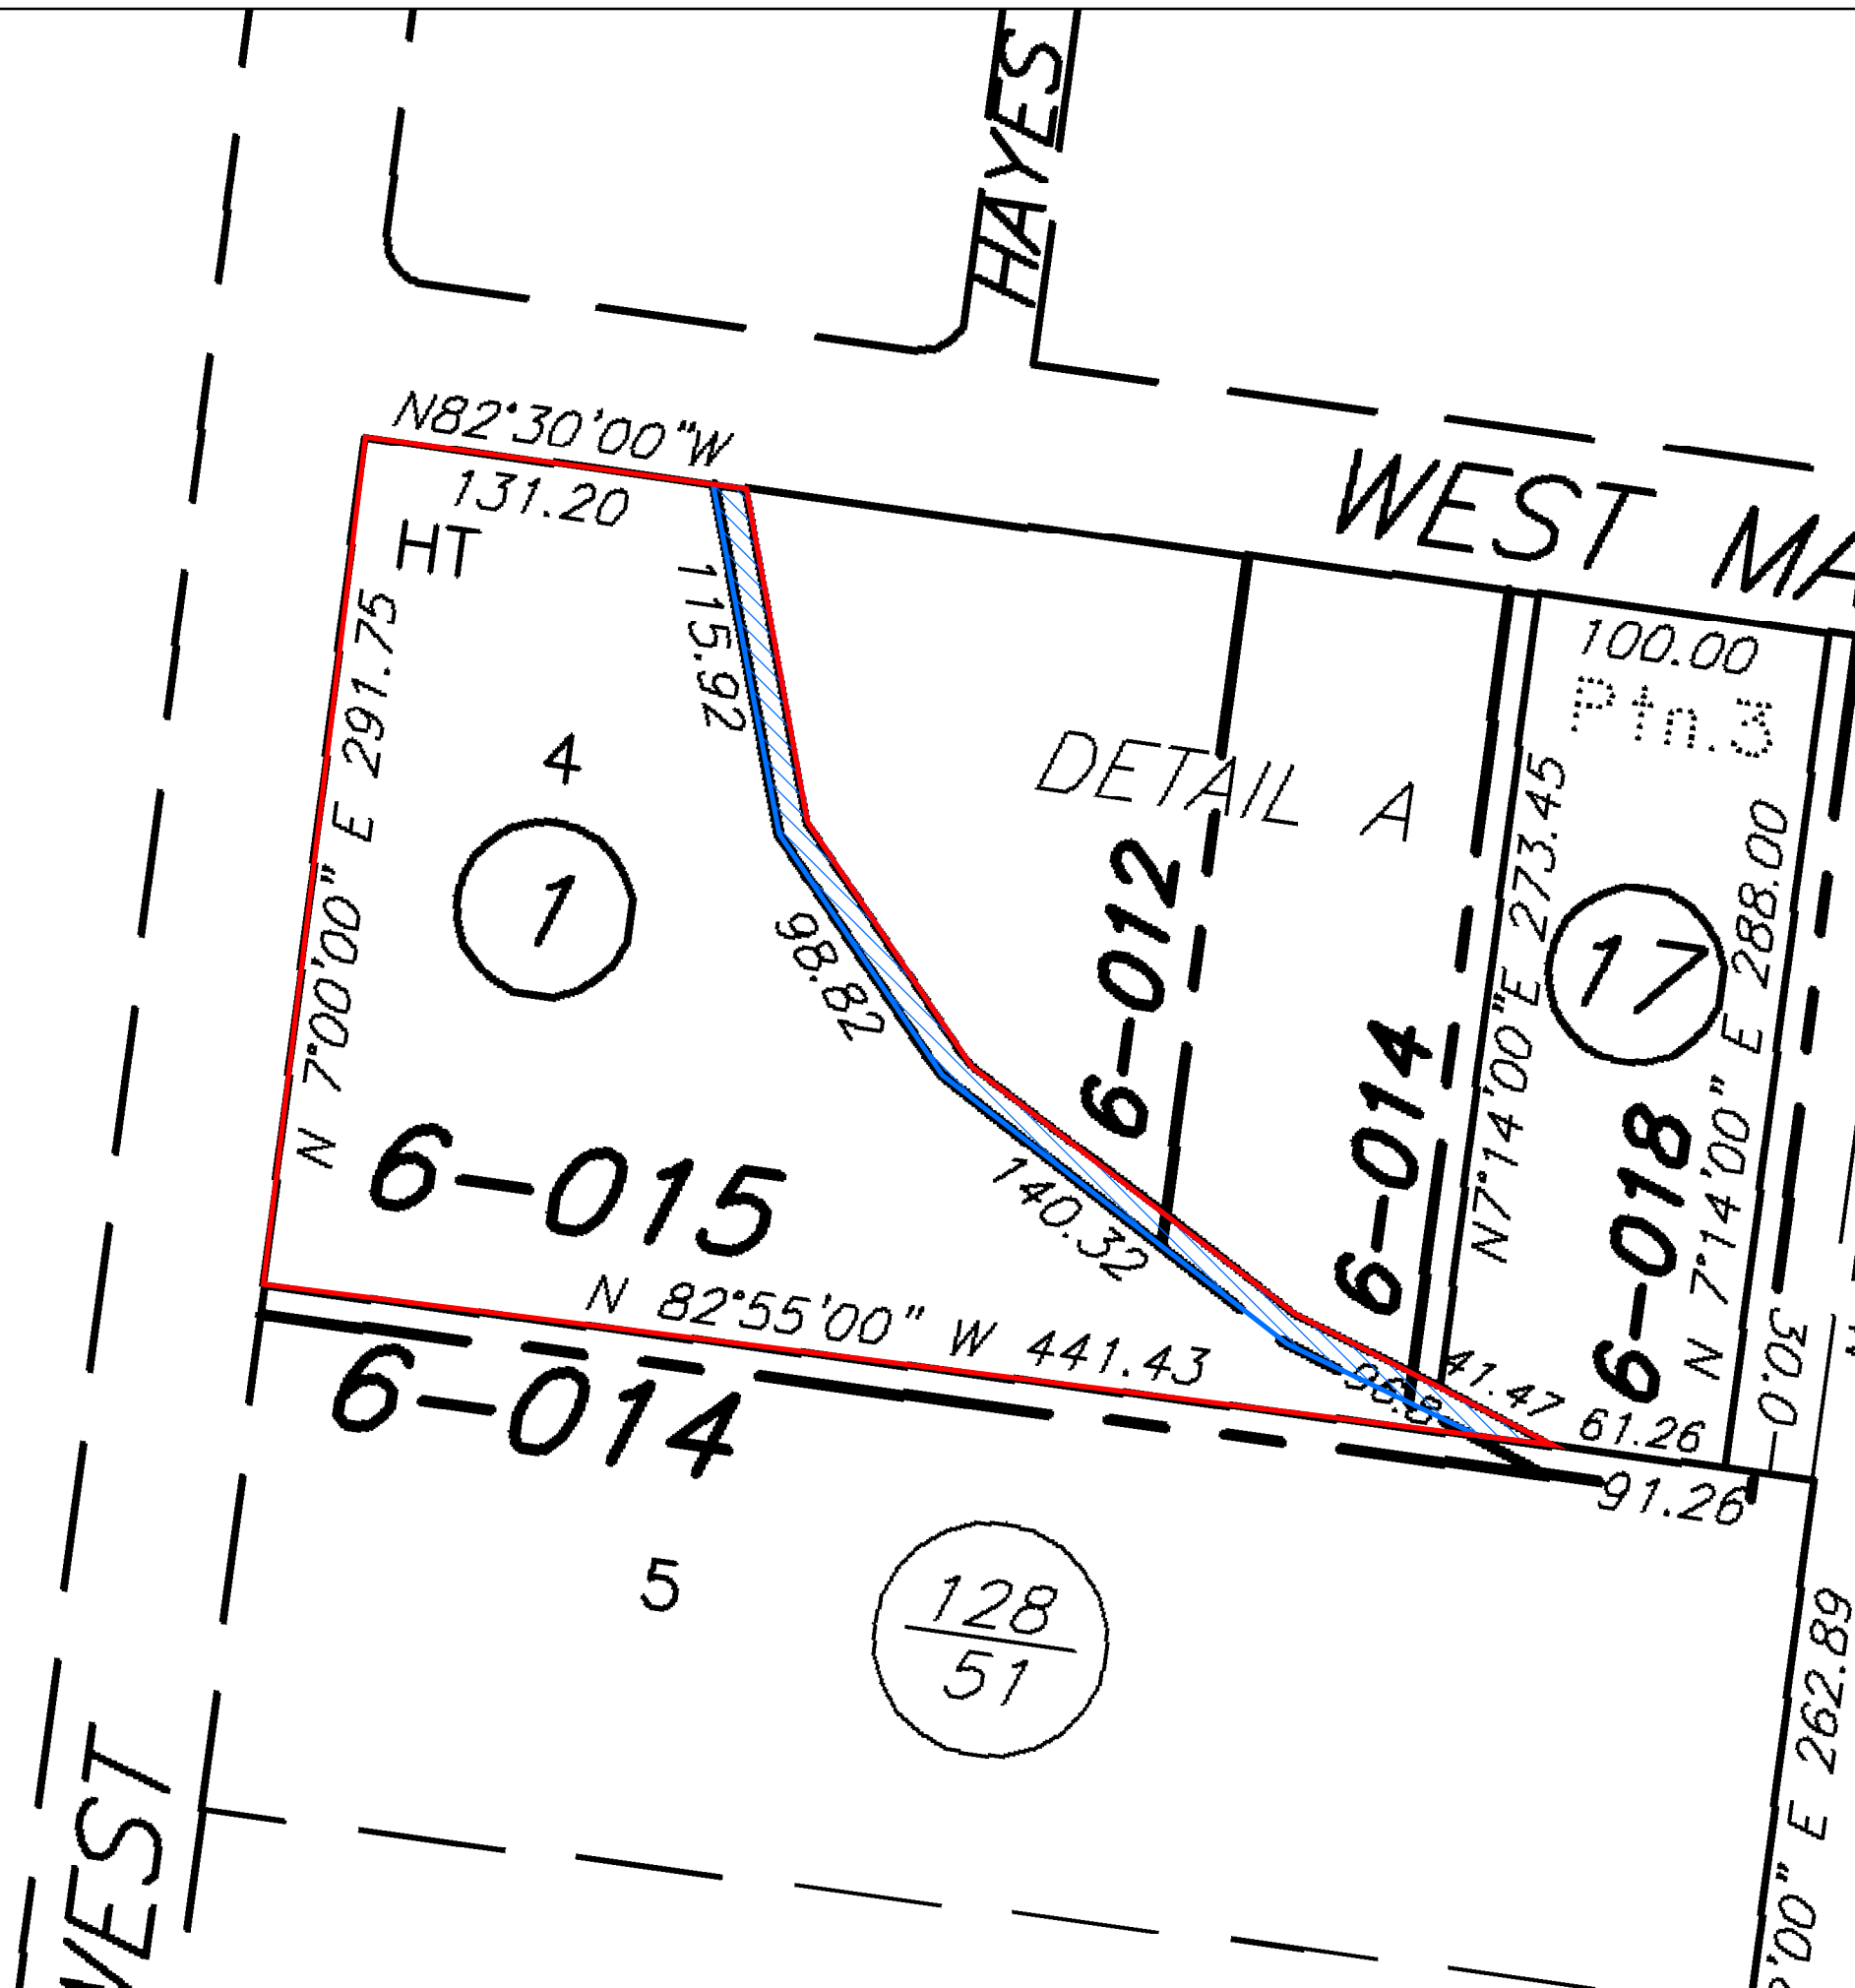 HAYES
N82°30'00"W
131.20
WEST MA
HT
115.92
N 7°00'00" E 291.75
100.00
Ptn.3
4
DETAIL A
1
98.82
6-012
N7°14'00"E 273.45
17
N 7°14'00" E 288.00
6-014
6-018
6-015
140.32
N 82°55'00" W 441.43
41.47
61.26
30.0
6-014
91.26
5
128
51
'00" E 262.89
WEST